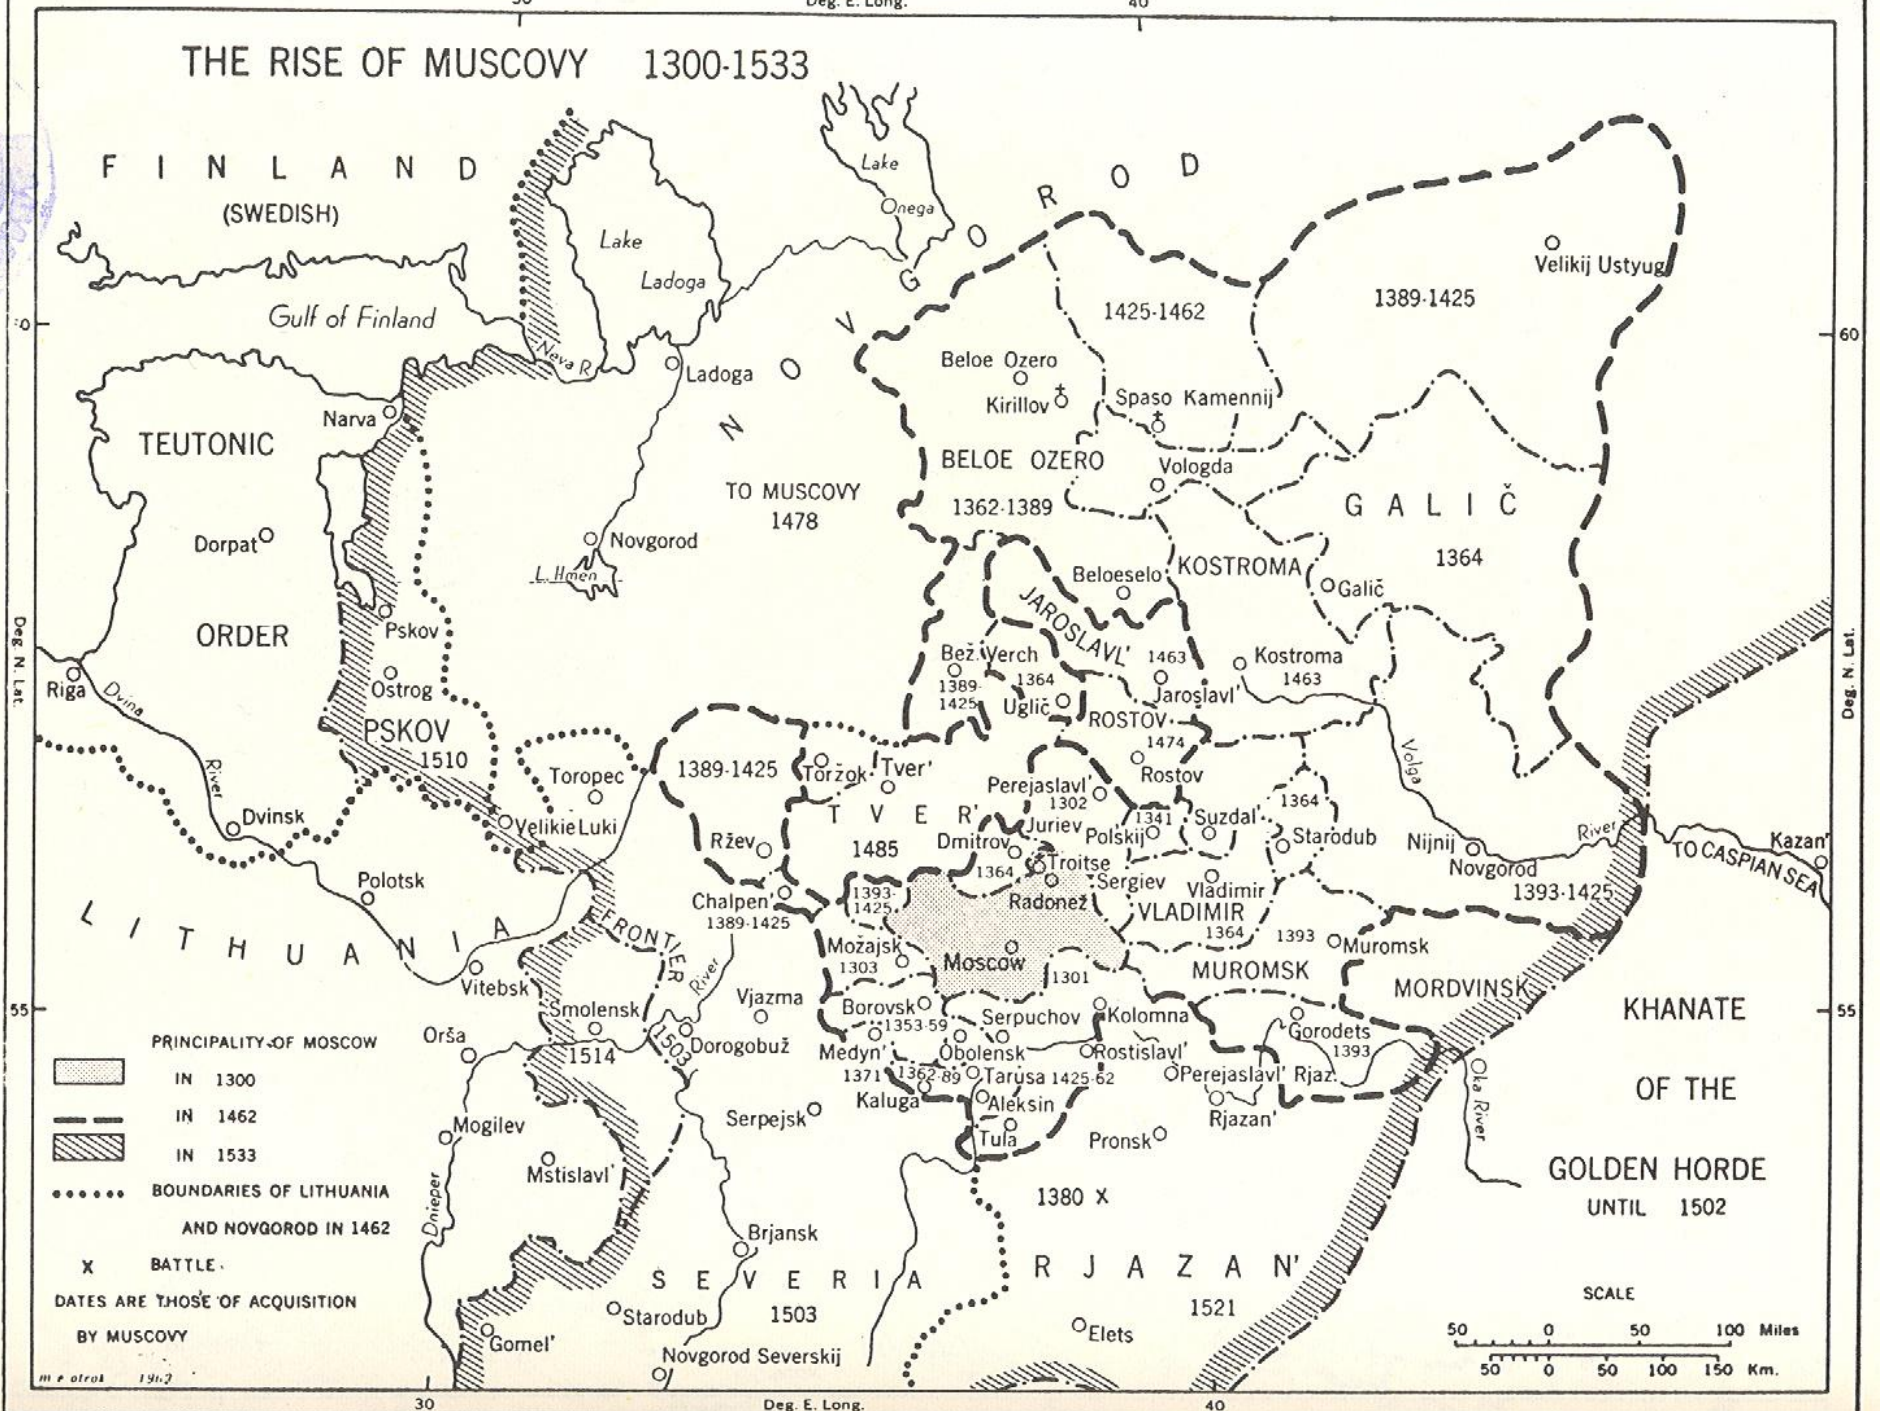 Deg. E. Long.
40
THE RISE OF MUSCOVY 1300-1533
FINLAND
(SWEDISH)
Lake
Onega
Lake
Ladoga
NOVGOROD
Velikij Ustyug
1425-1462
1389-1425
Gulf of Finland
60
Neva R
Ladoga
Beloe Ozero
Kirillov
Spaso Kamennij
Narva
TEUTONIC
BELOE OZERO
Vologda
TO MUSCOVY
1478
1362-1389
GALIČ
1364
Dorpat
Novgorod
L. Ilmen
KOSTROMA
Beloeselo
Galič
JAROSLAVL'
Pskov
ORDER
Deg. N. Lat.
Deg. N. Lat.
Bež. Verch
1389-
1425
1364
Uglič
1463
Jaroslavl'
Kostroma
1463
Riga
Dvina
River
Ostrog
PSKOV
1510
ROSTOV
1474
Rostov
Volga
Toropec
1389-1425
Toržok
Tver'
Perejaslavl'
1302
1364
Dvinsk
Velikie Luki
TVER'
1485
Ržev
Juriev
Polskij
1341
Suzdal'
Starodub
Dmitrov
1364
Troitse
Sergiev
Radonež
Nijnij
Novgorod
River
Kazan'
TO CASPIAN SEA
1393-1425
Polotsk
Chalpen'
1389-1425
1393-
1425
Vladimir
VLADIMIR
1364
1393
Muromsk
LITHUANIA
FRONTIER
River
Možajsk
1303
Moscow
1301
MUROMSK
MORDVINSK
Vitebsk
Vjazma
Borovsk
1353-59
Serpuchov
Kolomna
55
55
KHANATE
Smolensk
1514
1503
Dorogobuž
Orša
Medyn'
1371
Obolensk
Rostislavl'
Gorodets
1393
1362-89
Tarusa
1425-62
Perejaslavl' Rjaz.
OF THE
Kaluga
Aleksin
Rjazan'
Oka River
Serpejsk
Tula
Pronsk
Mogilev
Mstislavl'
GOLDEN HORDE
UNTIL 1502
Dnieper
1380 X
Brjansk
SEVERIA
1503
RJAZAN'
1521
Starodub
Elets
Gomel'
Novgorod Severskij
PRINCIPALITY OF MOSCOW
IN 1300
IN 1462
IN 1533
BOUNDARIES OF LITHUANIA
AND NOVGOROD IN 1462
X BATTLE
DATES ARE THOSE OF ACQUISITION
BY MUSCOVY
SCALE
50 0 50 100 Miles
50 0 50 100 150 Km.
30
Deg. E. Long.
40